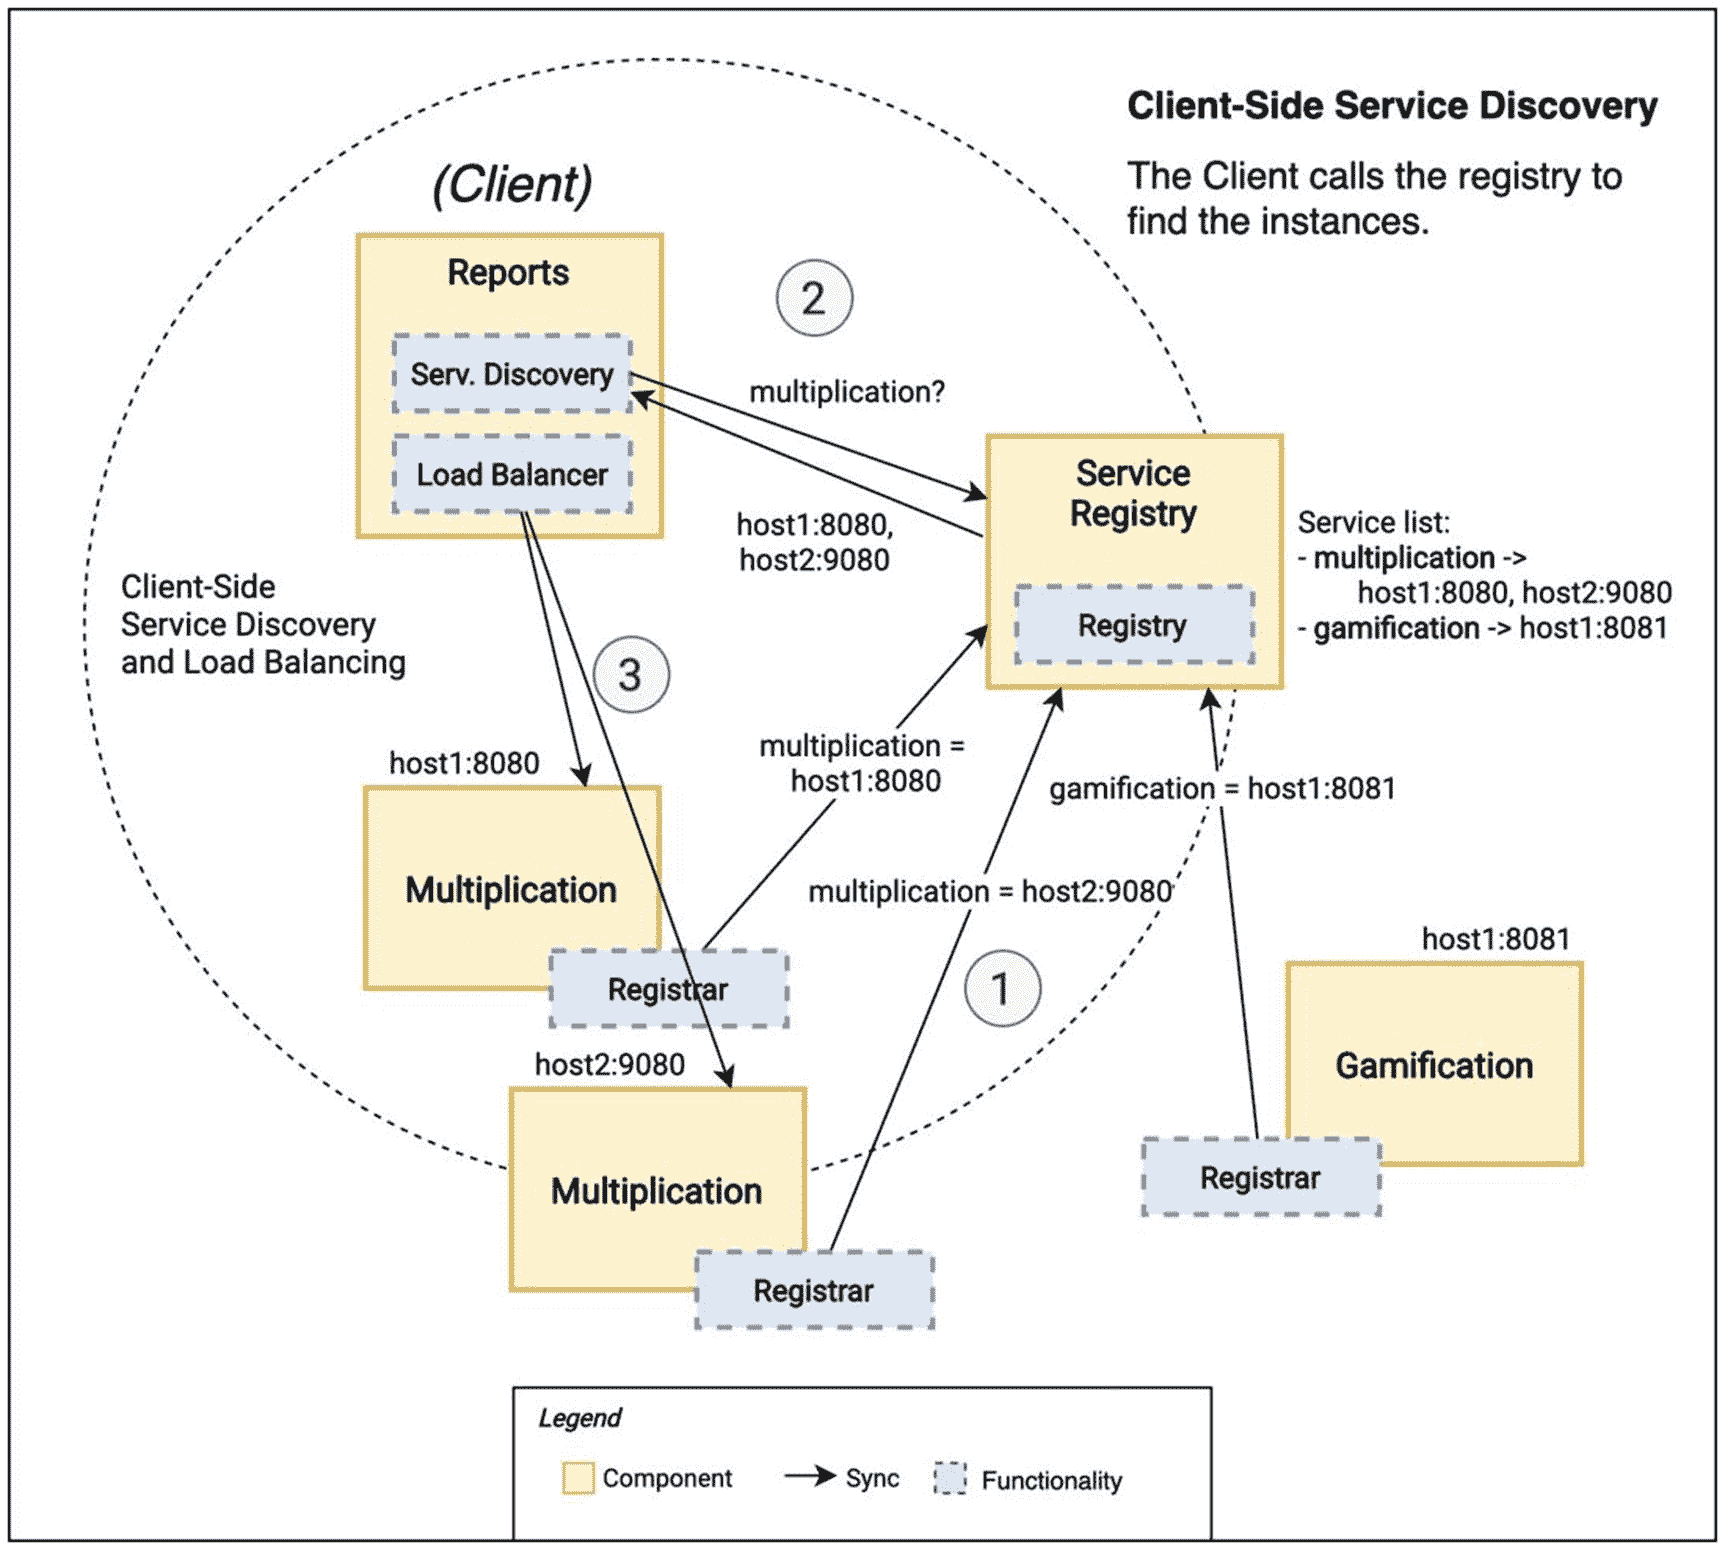 Client-Side Service Discovery
The Client calls the registry to
find the instances.
(Client)
Reports
Serv. Discovery
Load Balancer
2
multiplication?
host1:8080,
host2:9080
Service
Registry
Registry
Service list:
- multiplication ->
host1:8080, host2:9080
- gamification -> host1:8081
Client-Side
Service Discovery
and Load Balancing
3
host1:8080
Multiplication
Registrar
multiplication =
host1:8080
gamification = host1:8081
multiplication = host2:9080
1
host2:9080
Multiplication
Registrar
host1:8081
Gamification
Registrar
Legend
Component
Sync
Functionality